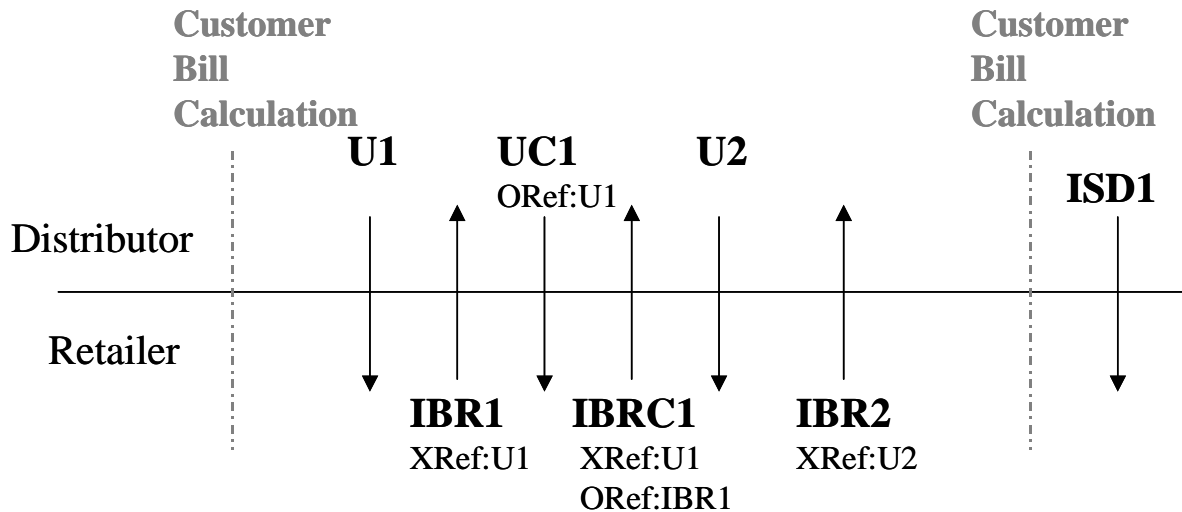 Customer
Bill
Calculation
Customer
Bill
Calculation
U1
UC1
ORef:U1
U2
ISD1
Distributor
Retailer
IBR1
XRef:U1
IBRC1
XRef:U1
ORef:IBR1
IBR2
XRef:U2